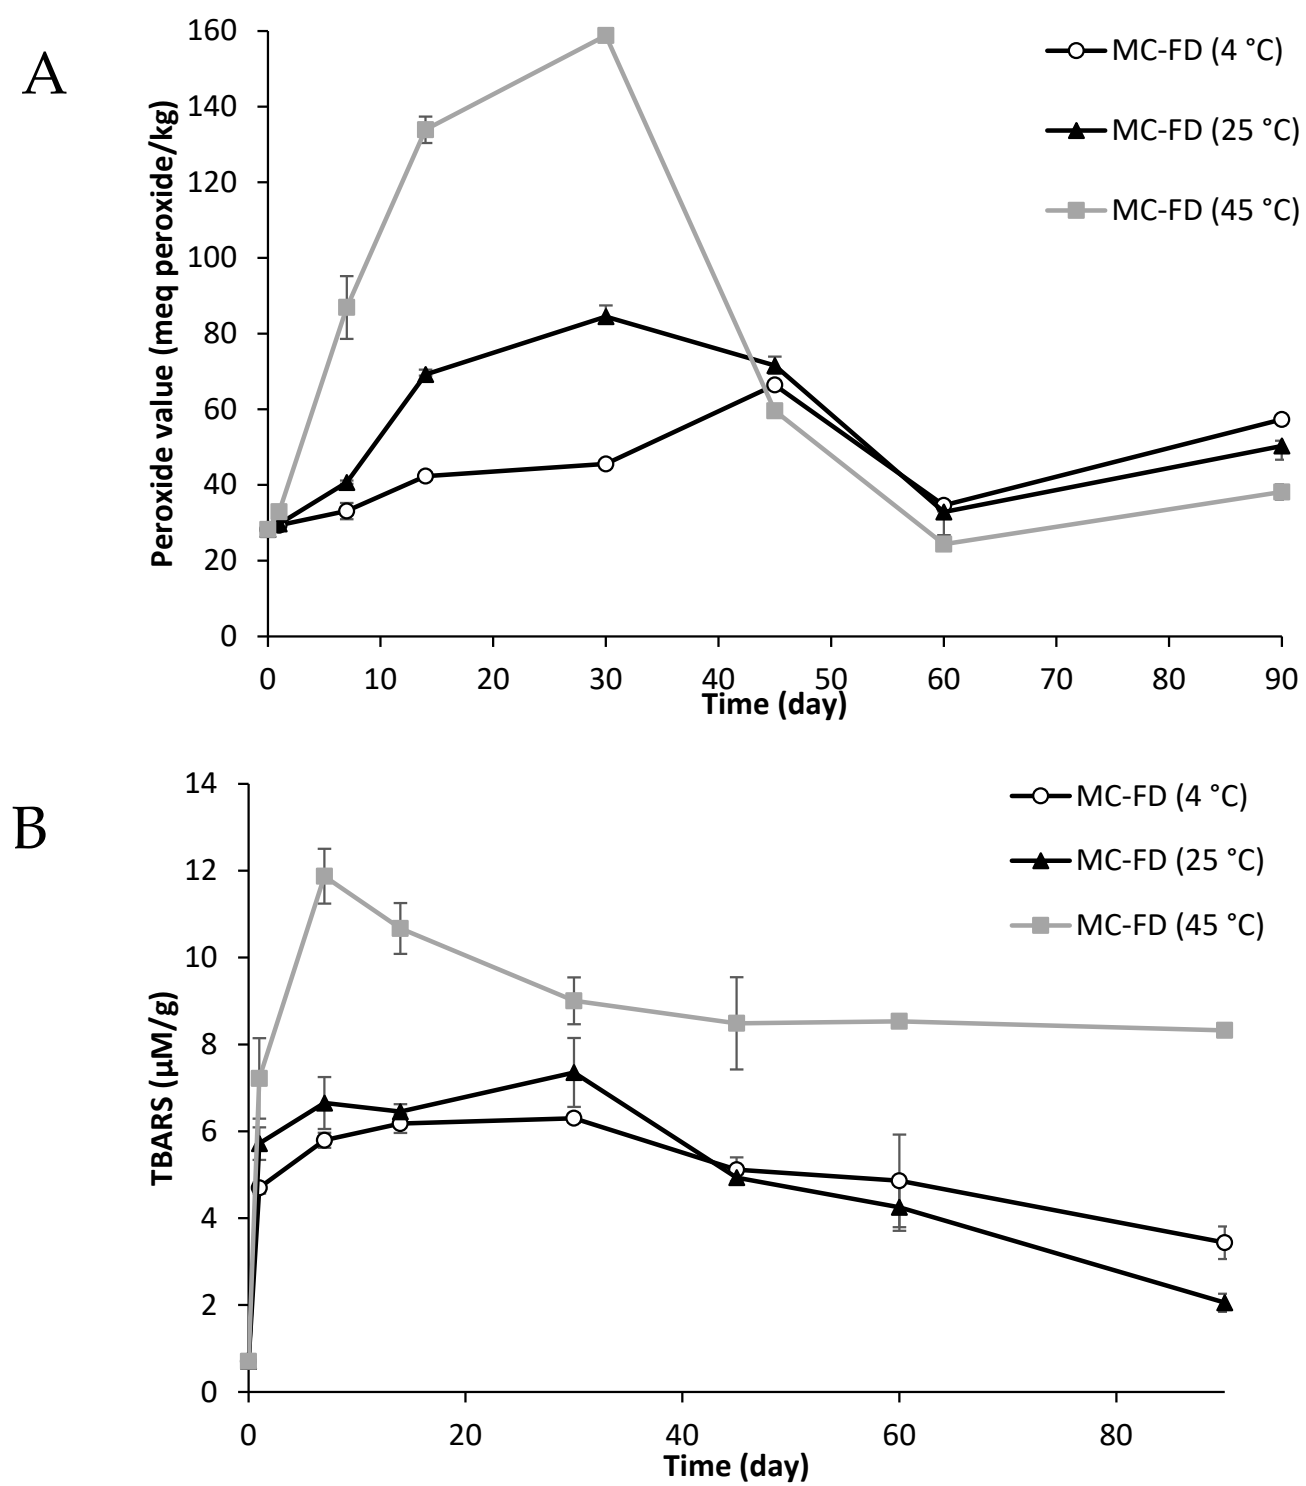 A
Peroxide value (meq peroxide/kg)
160
140
120
100
80
60
40
20
0
0 10 20 30 40 50 60 70 80 90
Time (day)
MC-FD (4 °C)
MC-FD (25 °C)
MC-FD (45 °C)
B
TBARS (µM/g)
14
12
10
8
6
4
2
0
0 20 40 60 80
Time (day)
MC-FD (4 °C)
MC-FD (25 °C)
MC-FD (45 °C)